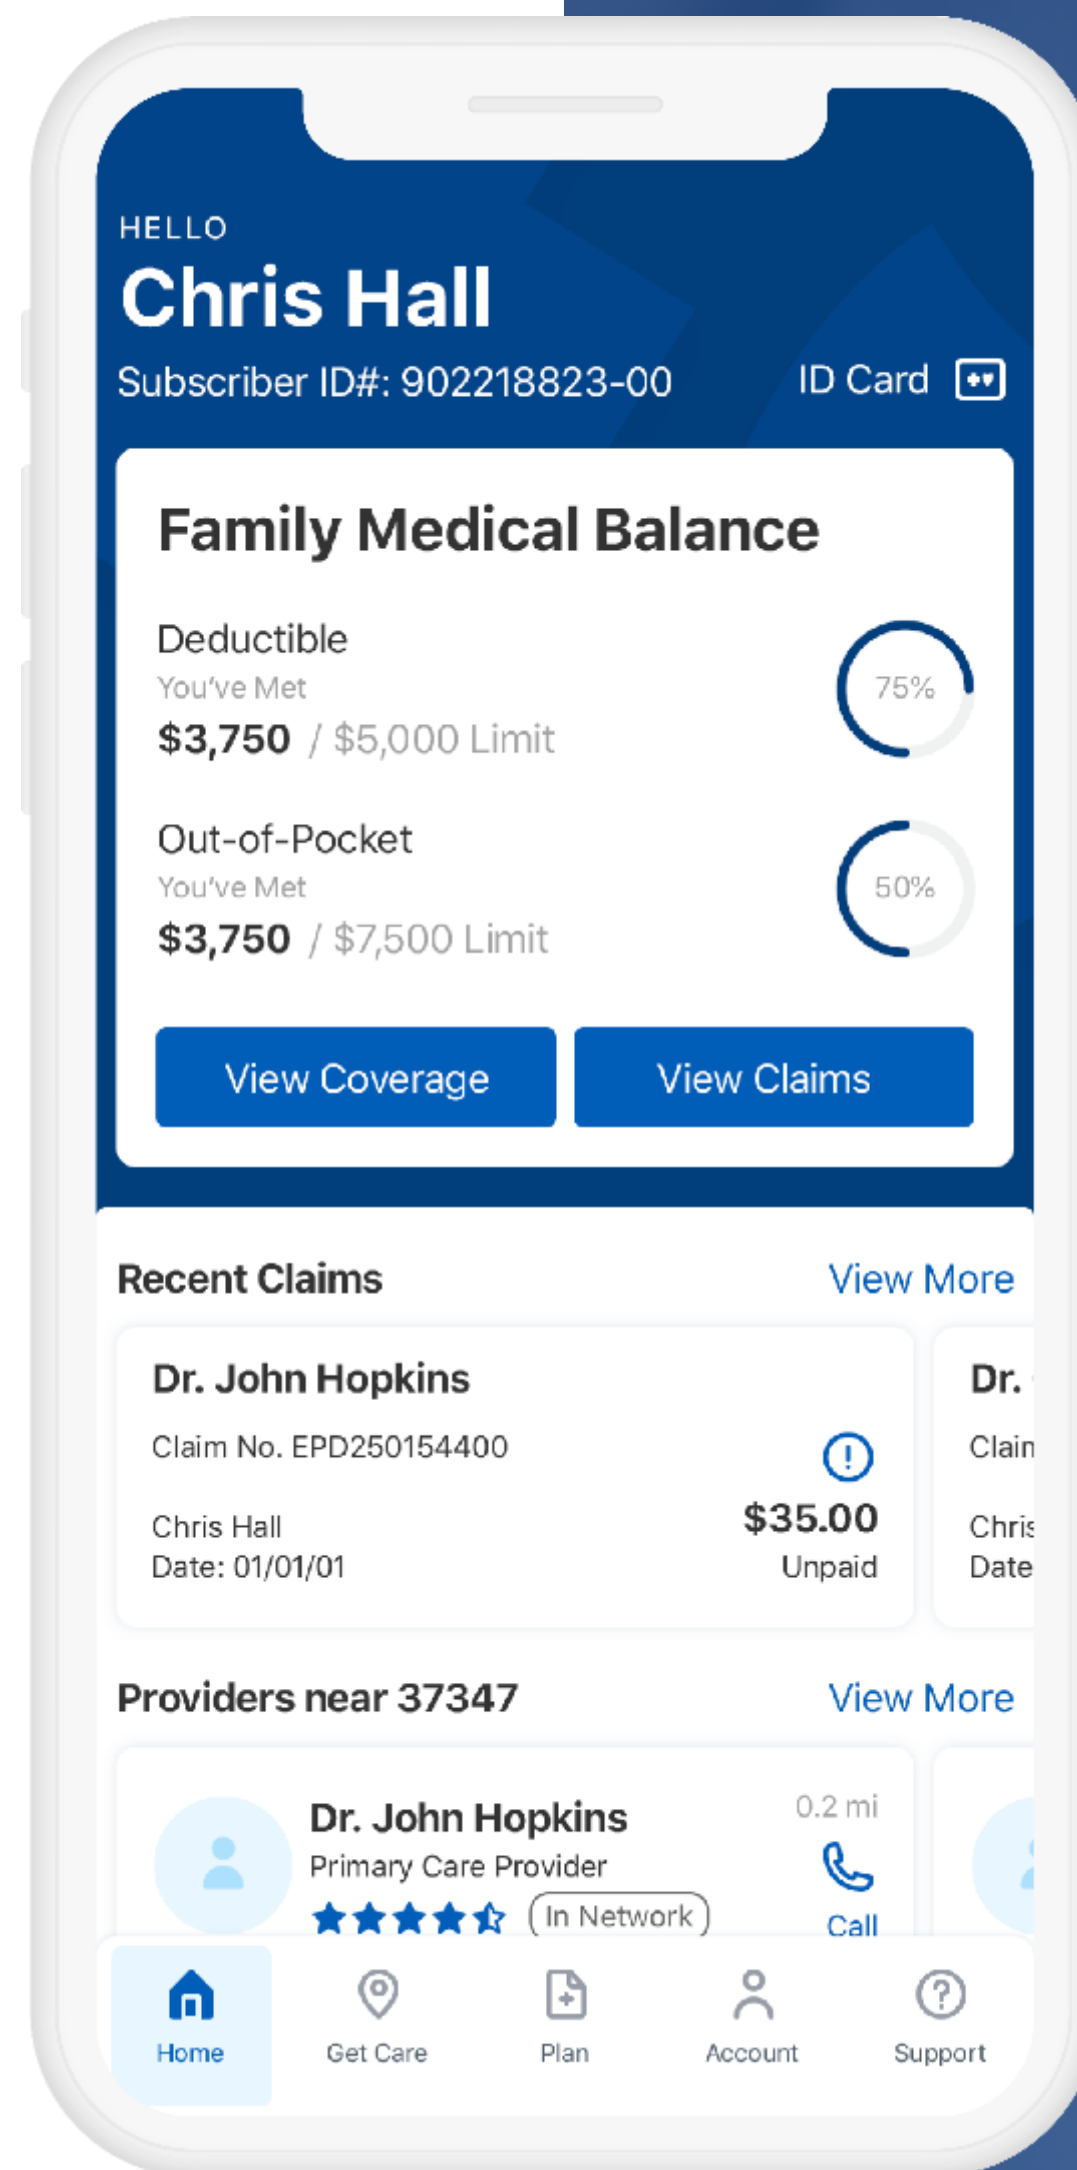 HELLO
Chris Hall
Subscriber ID#: 902218823-00
ID Card
Family Medical Balance
Deductible
You've Met
$3,750 / $5,000 Limit
75%
Out-of-Pocket
You've Met
$3,750 / $7,500 Limit
50%
View Coverage
View Claims
Recent Claims
View More
Dr. John Hopkins
Claim No. EPD250154400
Chris Hall
Date: 01/01/01
$35.00
Unpaid
Dr.
Date
Providers near 37347
View More
Dr. John Hopkins
Primary Care Provider
In Network
0.2 mi
Call
Home
Get Care
Plan
Account
Support